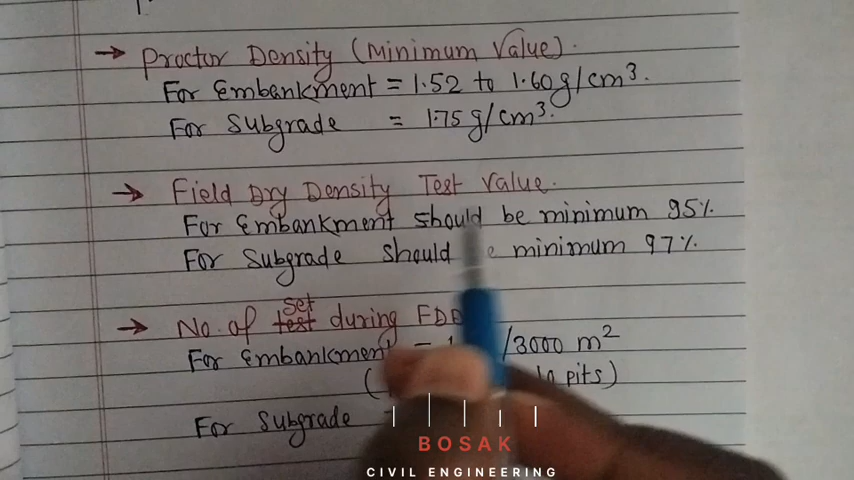 → Proctor Density (Minimum Value).
For Embankment = 1.52 to 1.60 g/cm³.
For Subgrade = 1.75 g/cm³.
→ Field Dry Density Test Value.
For Embankment should be minimum 95%.
For Subgrade should minimum 97%.
set
→ No. of test during
For Embankment = /3000 m²
( pits)
For Subgrade
BOSAK
CIVIL ENGINEERING